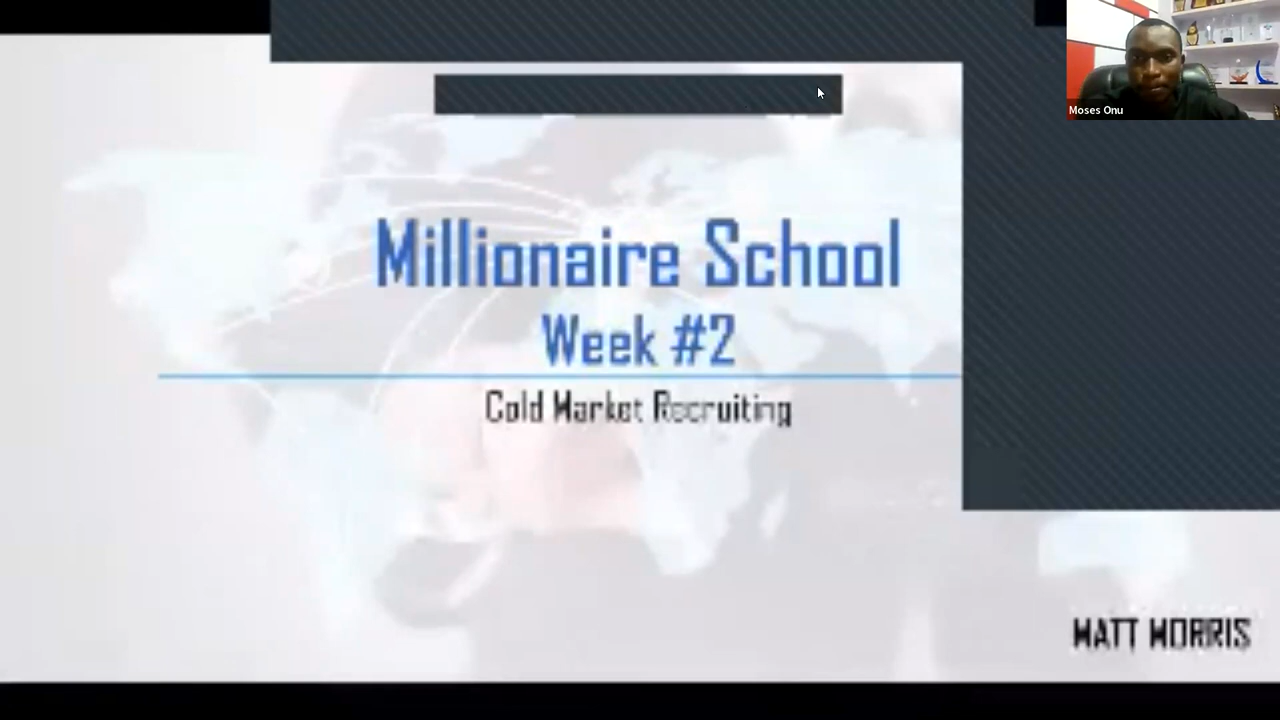 Moses Onu
Millionaire School
Week #2
Cold Market Recruiting
MATT MORRIS